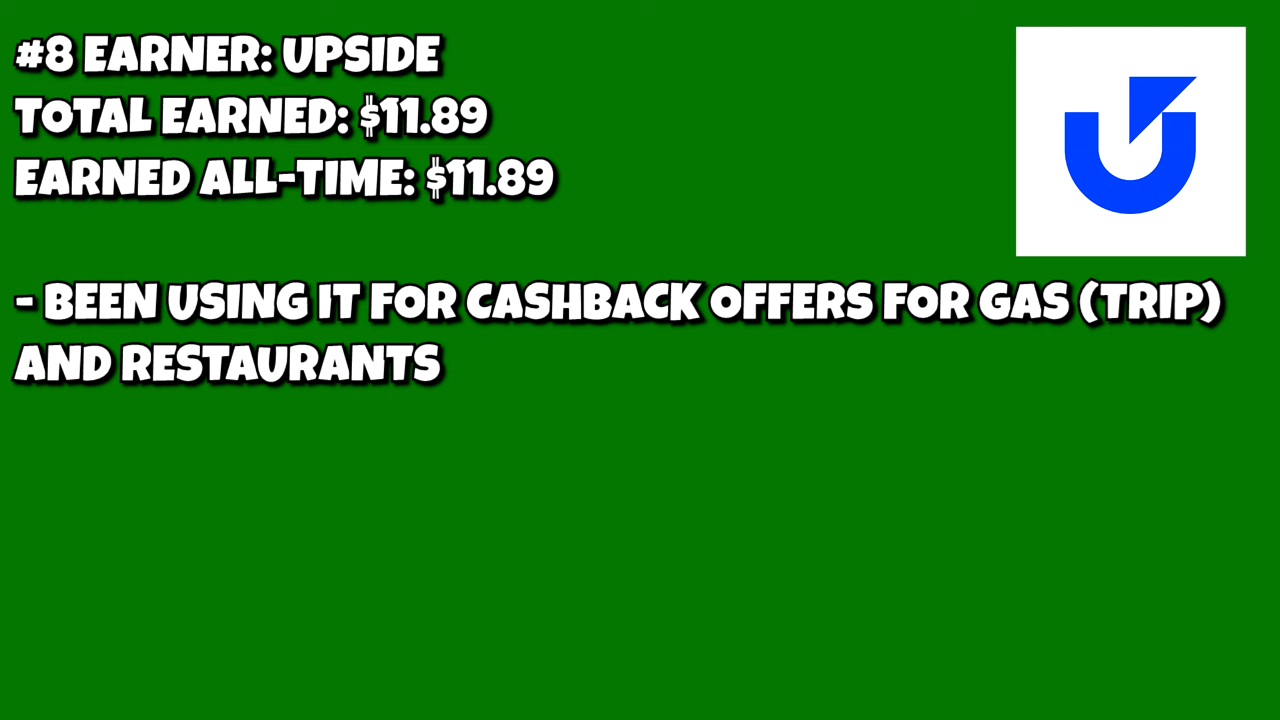 #8 EARNER: UPSIDE
TOTAL EARNED: $11.89
EARNED ALL-TIME: $11.89
- BEEN USING IT FOR CASHBACK OFFERS FOR GAS (TRIP)
AND RESTAURANTS